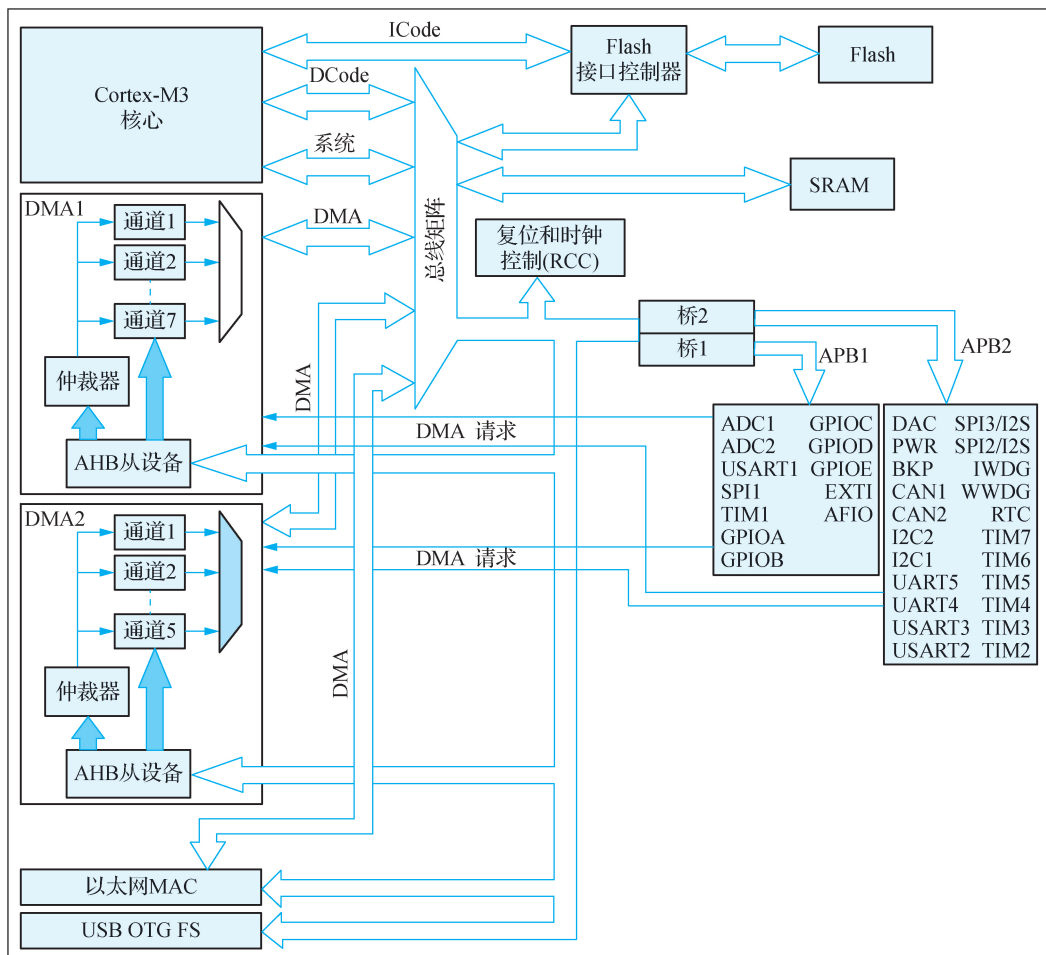 ICode
Cortex-M3
核心
Flash
接口控制器
Flash
DCode
系统
SRAM
DMA1
通道1
通道2
通道7
仲裁器
AHB从设备
DMA
总线矩阵
复位和时钟
控制(RCC)
桥2
桥1
APB1
APB2
DMA
DMA 请求
ADC1 GPIOC
ADC2 GPIOD
USART1 GPIOE
SPI1 EXTI
TIM1 AFIO
GPIOA
GPIOB
DAC SPI3/I2S
PWR SPI2/I2S
BKP IWDG
CAN1 WWDG
CAN2 RTC
I2C2 TIM7
I2C1 TIM6
UART5 TIM5
UART4 TIM4
USART3 TIM3
USART2 TIM2
DMA2
通道1
通道2
通道5
仲裁器
AHB从设备
DMA 请求
DMA
以太网MAC
USB OTG FS